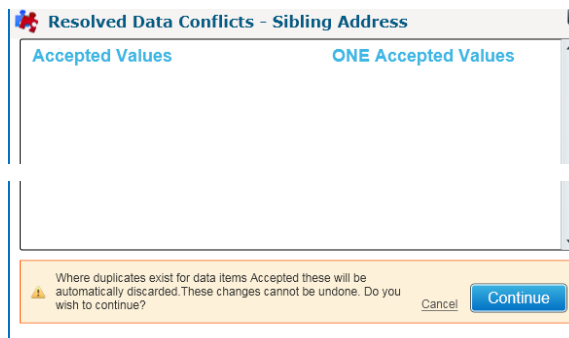 Resolved Data Conflicts - Sibling Address
Accepted Values ONE Accepted Values
Where duplicates exist for data items Accepted these will be
automatically discarded.These changes cannot be undone. Do you
wish to continue?
Cancel Continue